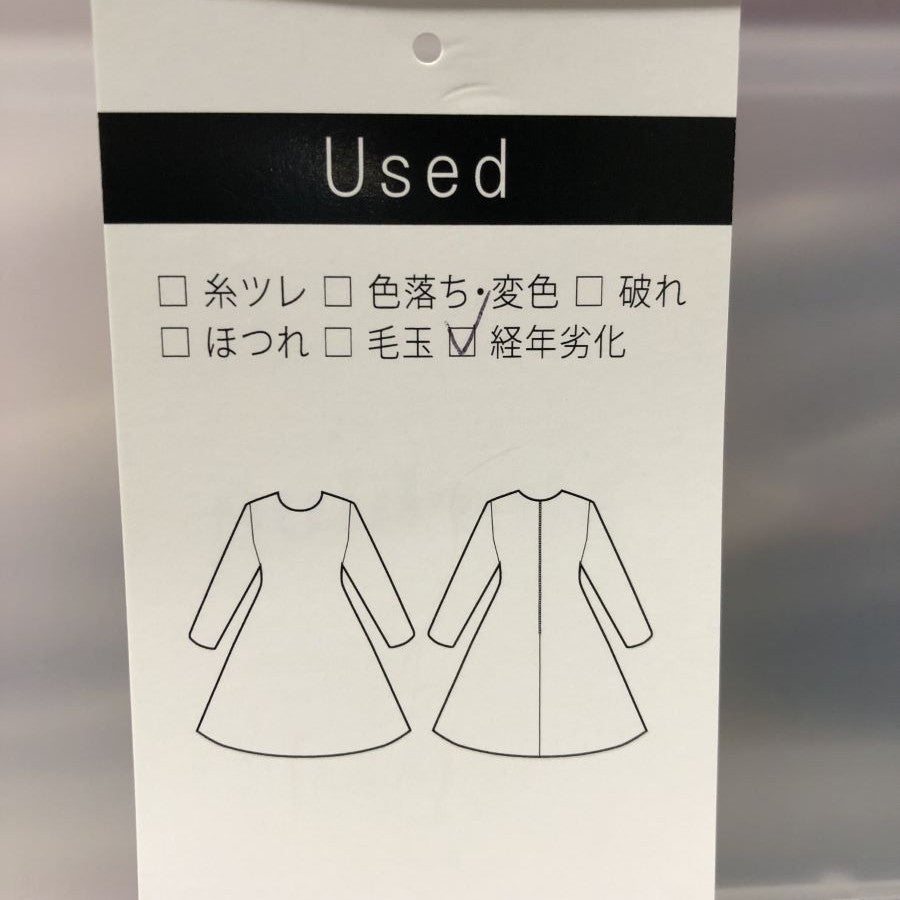 Used
□ 糸ツレ □ 色落ち・変色 □ 破れ
□ ほつれ □ 毛玉 ☑ 経年劣化